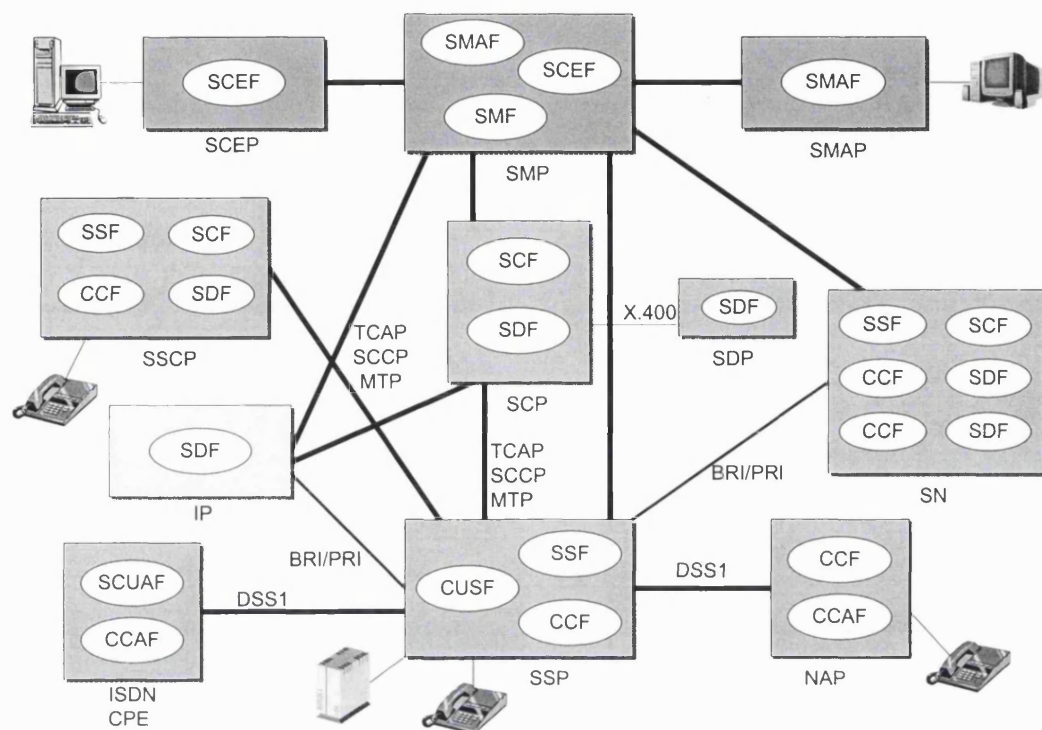 SMAF
SCEF
SMF
SMP
SCEF
SCEP
SMAF
SMAP
SSF
SCF
CCF
SDF
SSCP
SCF
SDF
SCP
X.400
SDF
SDP
SSF
SCF
CCF
SDF
CCF
SDF
SN
TCAP
SCCP
MTP
SDF
IP
TCAP
SCCP
MTP
BRI/PRI
BRI/PRI
SCUAF
CCAF
ISDN
CPE
DSS1
CUSF
SSF
CCF
SSP
DSS1
CCF
CCAF
NAP